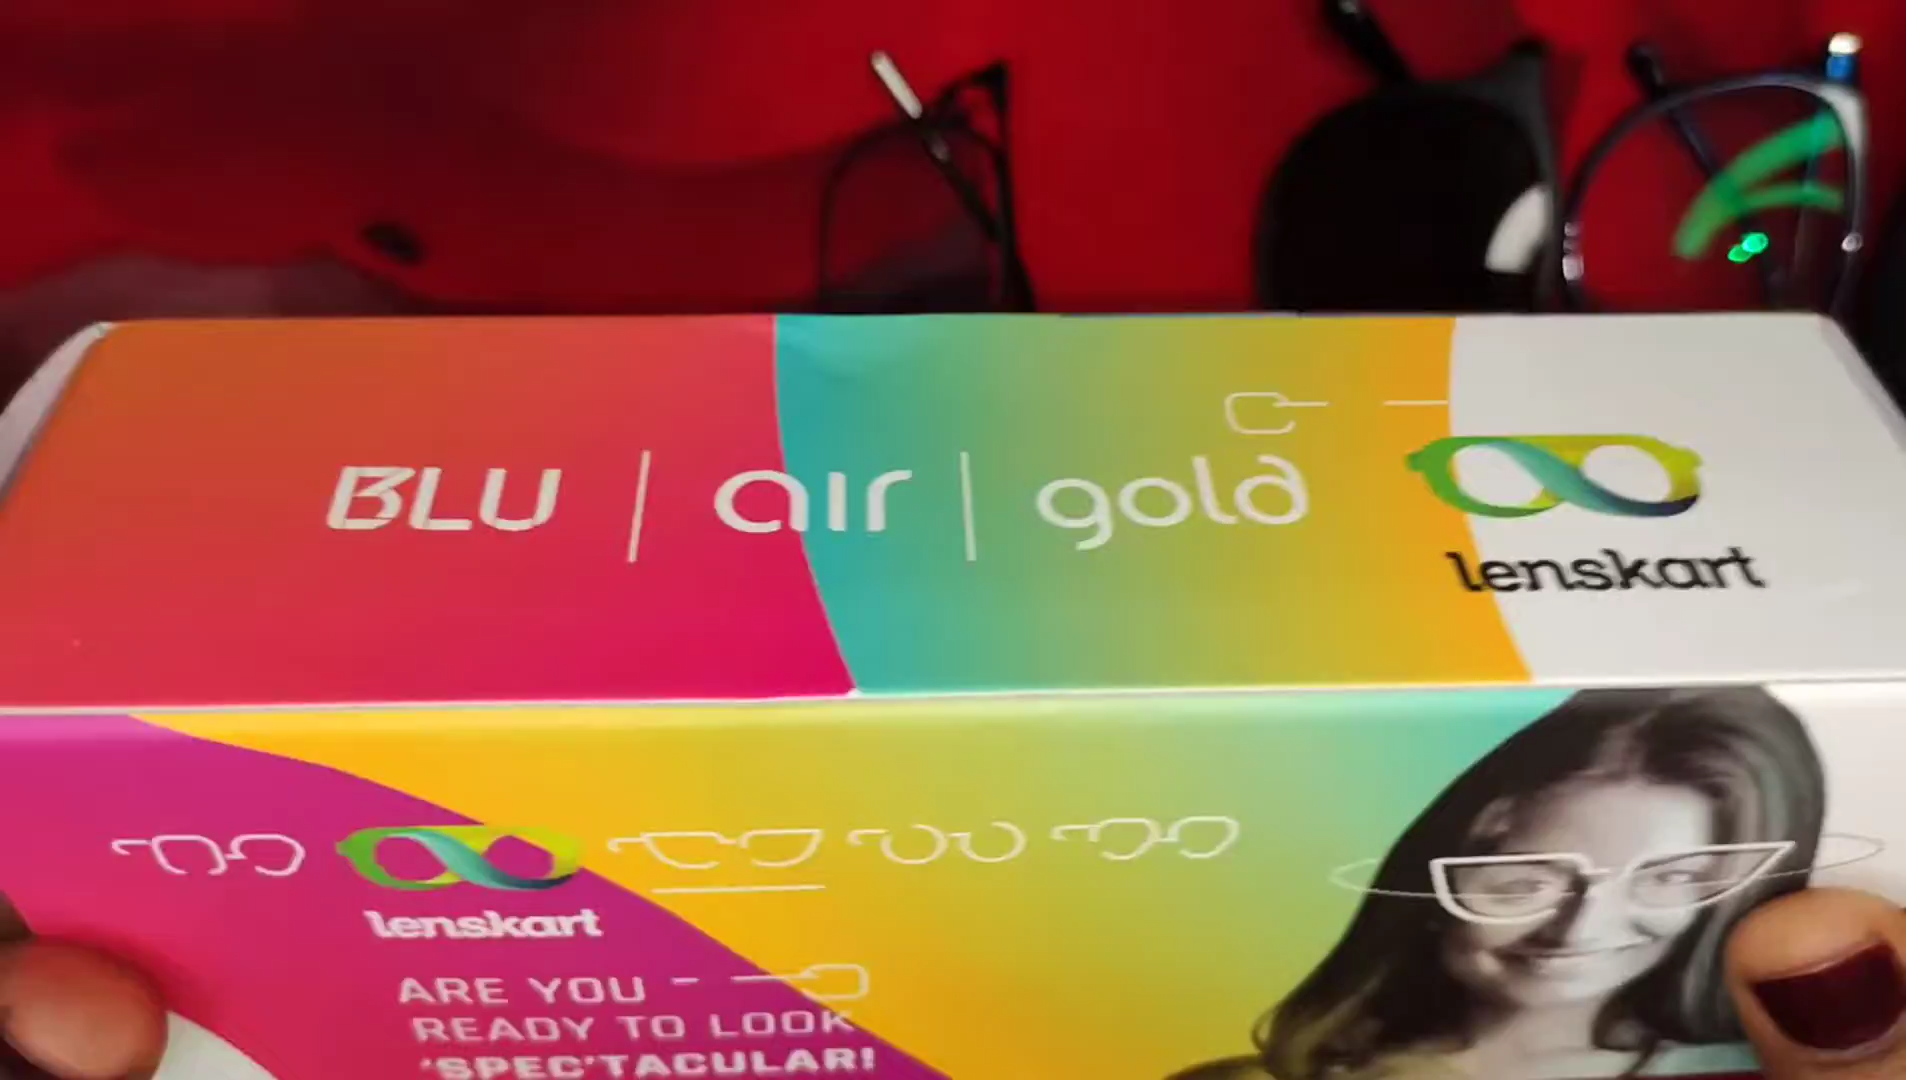 BLU | air | gold
lenskart
lenskart
ARE YOU
READY TO LOOK
'SPEC'TACULAR!